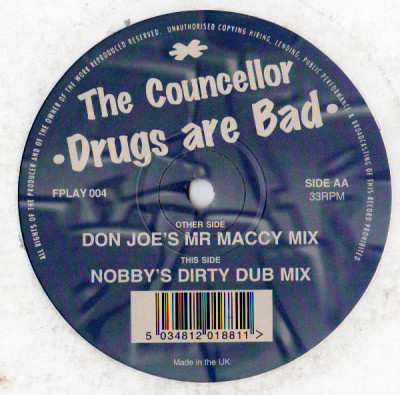 ALL RIGHTS OF THE PRODUCER AND OF THE OWNER OF THE WORK REPRODUCED RESERVED. UNAUTHORISED COPYING HIRING, LENDING, PUBLIC PERFORMANCE & BROADCASTING OF THIS RECORD PROHIBITED
The Councellor
•Drugs are Bad•
FPLAY 004
SIDE AA
33RPM
OTHER SIDE
DON JOE'S MR MACCY MIX
THIS SIDE
NOBBY'S DIRTY DUB MIX
5 034812 018811 >
Made in the UK